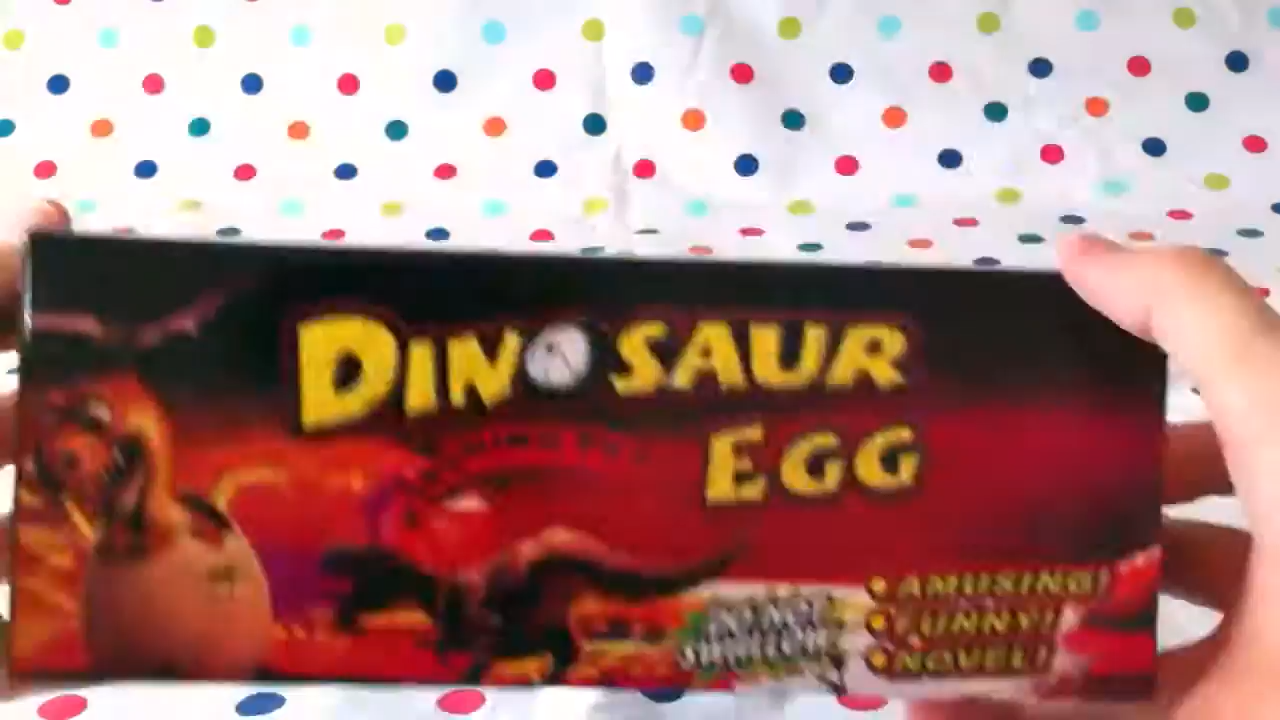 DINOSAUR
EGG
• AMUSING!
• FUNNY!
• NOVEL!